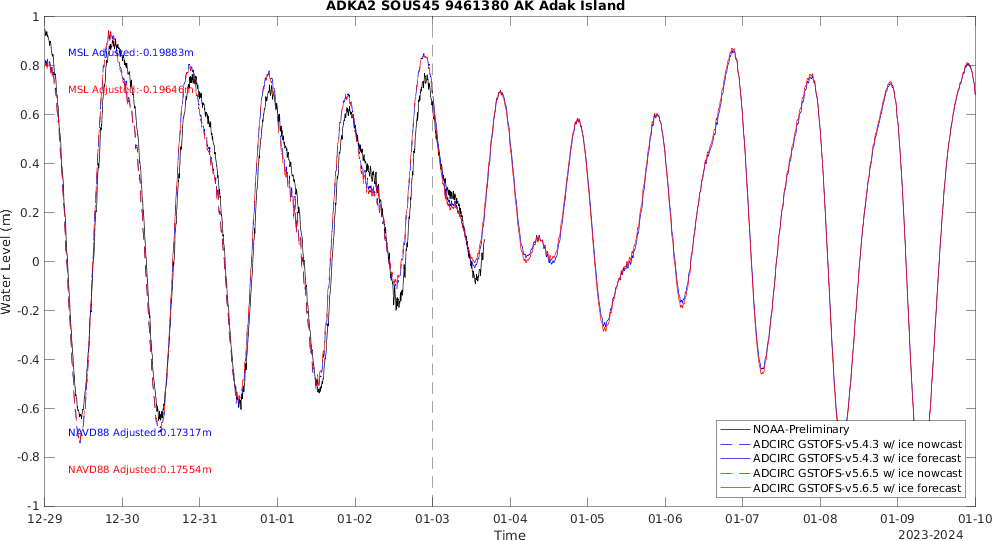 ADKA2 SOUS45 9461380 AK Adak Island
1
0.8
0.6
0.4
0.2
0
-0.2
-0.4
-0.6
-0.8
-1
Water Level (m)
MSL Adjusted:-0.19883m
MSL Adjusted:-0.19646m
NAVD88 Adjusted:0.17317m
NAVD88 Adjusted:0.17554m
NOAA-Preliminary
ADCIRC GSTOFS-v5.4.3 w/ ice nowcast
ADCIRC GSTOFS-v5.4.3 w/ ice forecast
ADCIRC GSTOFS-v5.6.5 w/ ice nowcast
ADCIRC GSTOFS-v5.6.5 w/ ice forecast
12-29 12-30 12-31 01-01 01-02 01-03 01-04 01-05 01-06 01-07 01-08 01-09 01-10
Time
2023-2024